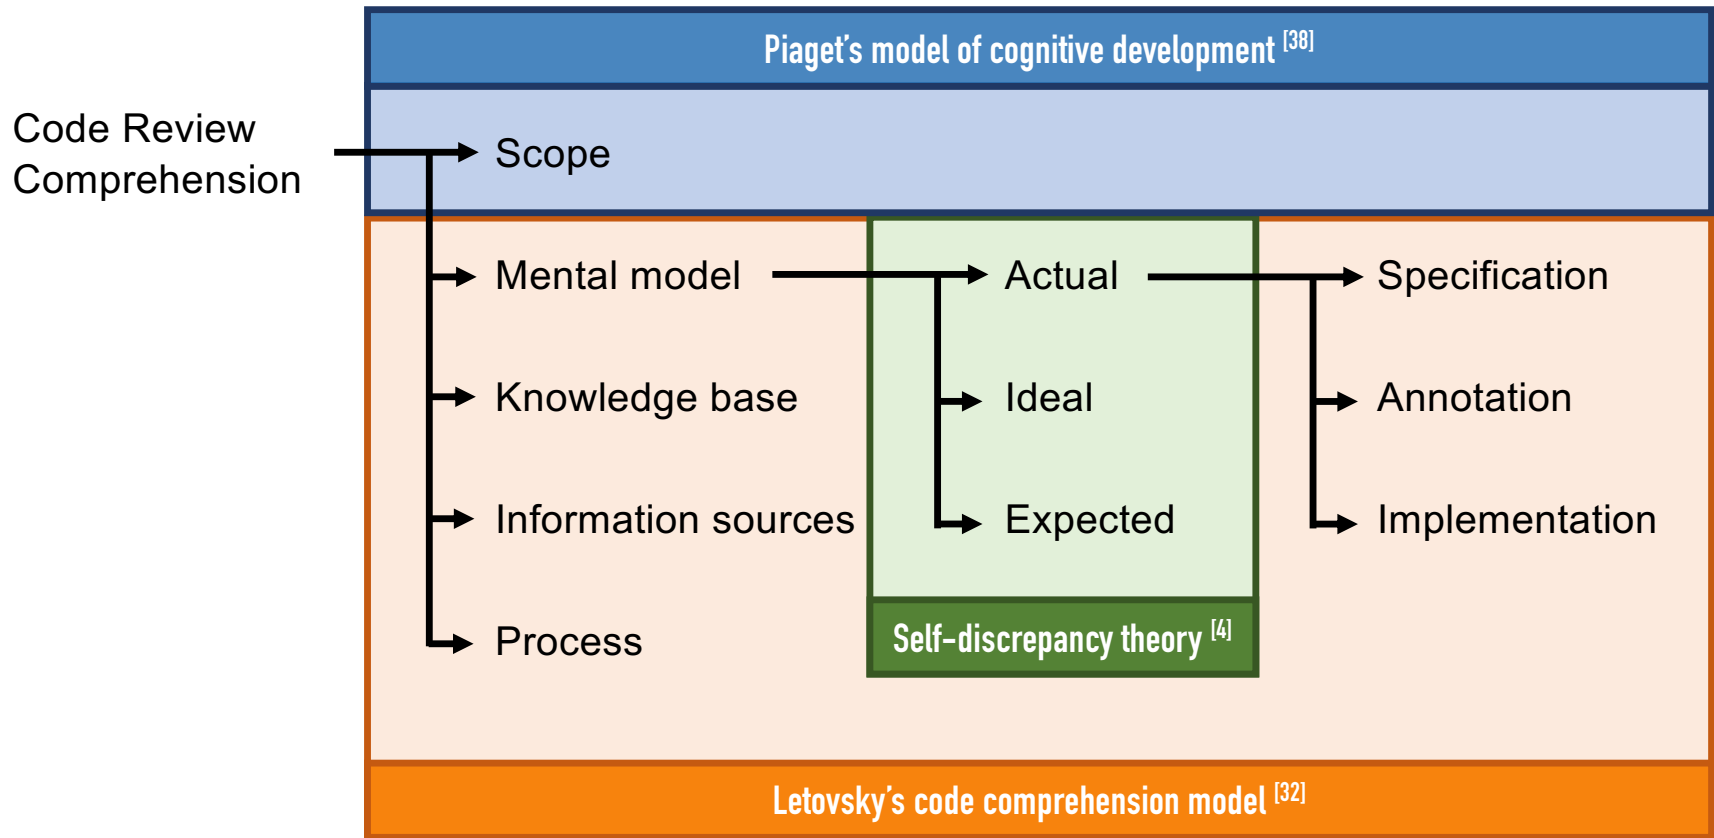 Piaget's model of cognitive development [38]
Code Review
Comprehension
Scope
Mental model
Actual
Specification
Knowledge base
Ideal
Annotation
Information sources
Expected
Implementation
Process
Self-discrepancy theory [4]
Letovsky's code comprehension model [32]